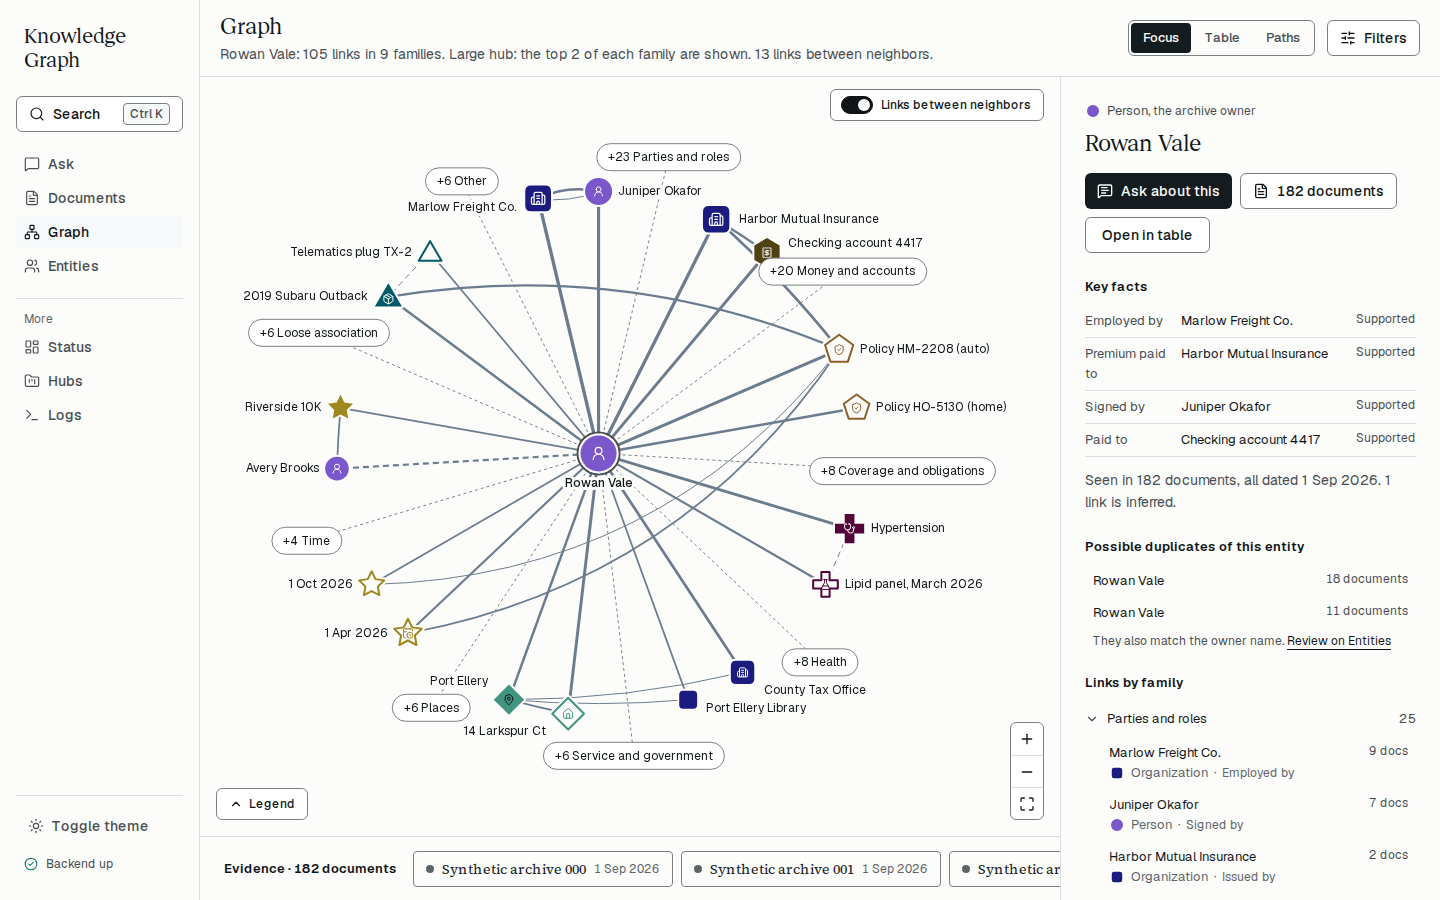 Knowledge
Graph
Search
Ctrl K
Ask
Documents
Graph
Entities
More
Status
Hubs
Logs
Toggle theme
Backend up
Graph
Rowan Vale: 105 links in 9 families. Large hub: the top 2 of each family are shown. 13 links between neighbors.
Focus
Table
Paths
Filters
Links between neighbors
+23 Parties and roles
+6 Other
Juniper Okafor
Marlow Freight Co.
Harbor Mutual Insurance
Checking account 4417
Telematics plug TX-2
+20 Money and accounts
2019 Subaru Outback
+6 Loose association
Policy HM-2208 (auto)
Riverside 10K
Policy HO-5130 (home)
Avery Brooks
+8 Coverage and obligations
Rowan Vale
Hypertension
+4 Time
1 Oct 2026
Lipid panel, March 2026
1 Apr 2026
+8 Health
Port Ellery
County Tax Office
+6 Places
Port Ellery Library
14 Larkspur Ct
+6 Service and government
Legend
Evidence · 182 documents
Synthetic archive 000 1 Sep 2026
Synthetic archive 001 1 Sep 2026
Synthetic ar
Person, the archive owner
Rowan Vale
Ask about this
182 documents
Open in table
Key facts
Employed by Marlow Freight Co. Supported
Premium paid Harbor Mutual Insurance Supported
to
Signed by Juniper Okafor Supported
Paid to Checking account 4417 Supported
Seen in 182 documents, all dated 1 Sep 2026. 1
link is inferred.
Possible duplicates of this entity
Rowan Vale 18 documents
Rowan Vale 11 documents
They also match the owner name. Review on Entities
Links by family
Parties and roles 25
Marlow Freight Co. 9 docs
Organization · Employed by
Juniper Okafor 7 docs
Person · Signed by
Harbor Mutual Insurance 2 docs
Organization · Issued by